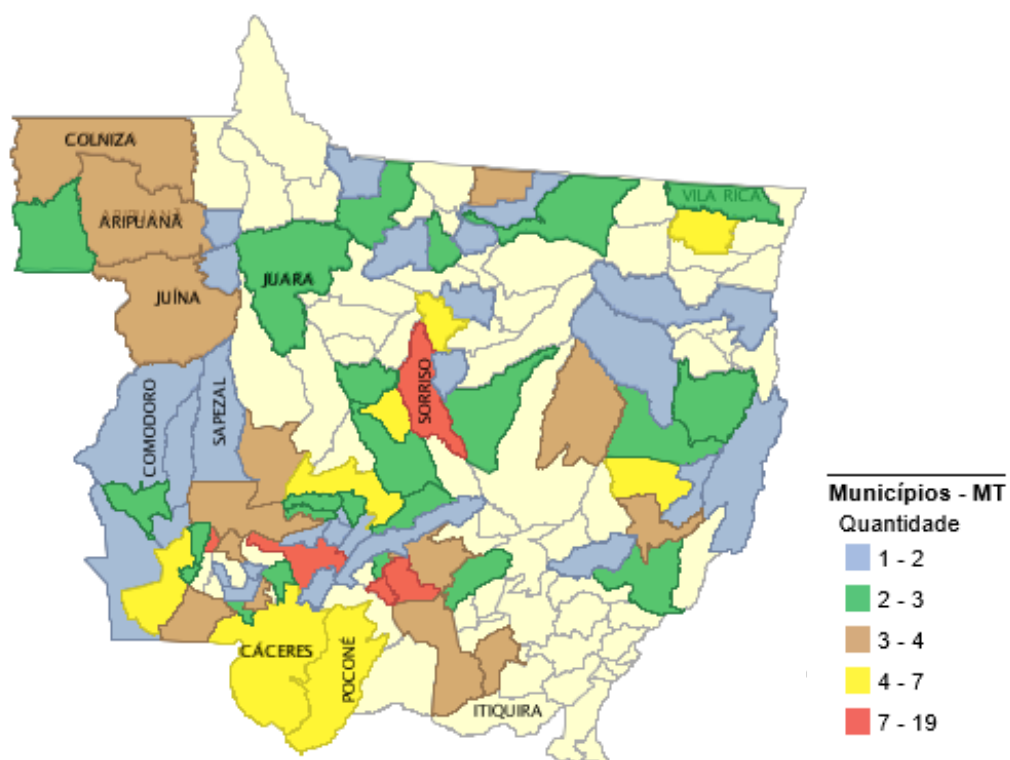 COLNIZA
VILA RICA
ARIPUANÃ
JUARA
JUÍNA
SORRISO
COMODORO
SAPEZAL
CÁCERES
POCONÉ
ITIQUIRA
Municípios - MT
Quantidade
1 - 2
2 - 3
3 - 4
4 - 7
7 - 19